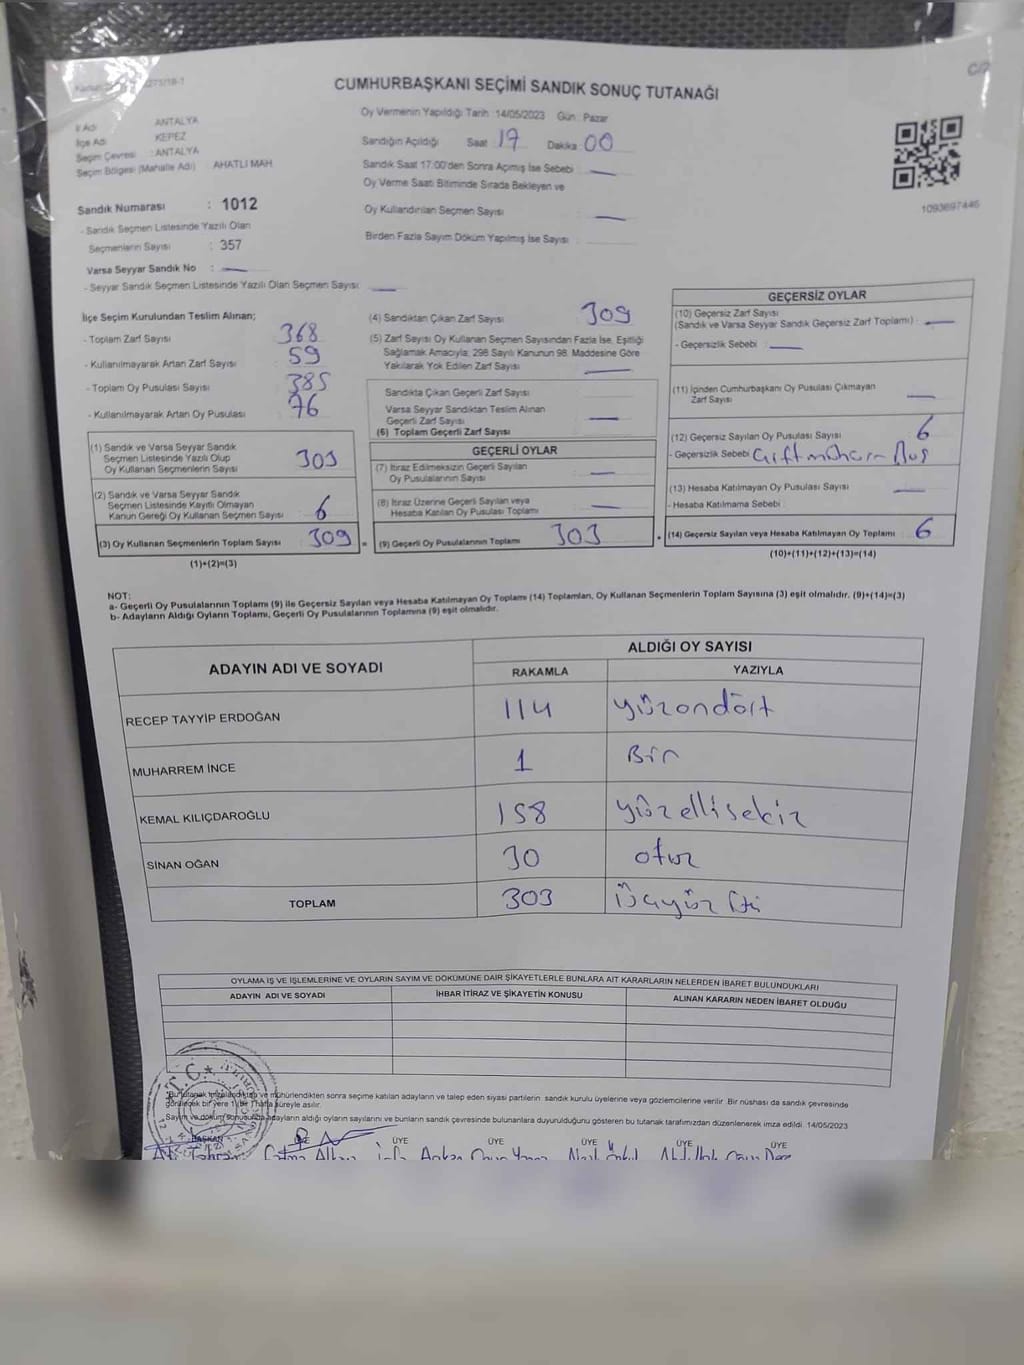 C/2
CUMHURBAŞKANI SEÇİMİ SANDIK SONUÇ TUTANAĞI
Oy Vermenin Yapıldığı Tarih :14/05/2023 Gün : Pazar
İl Adı : ANTALYA
İlçe Adı : KEPEZ
Seçim Çevresi : ANTALYA
Seçim Bölgesi (Mahalle Adı) : AHATLI MAH
Sandığın Açıldığı Saat 17 Dakika 00
Sandık Saat 17:00'den Sonra Açılmış İse Sebebi : —
Oy Verme Saati Bitiminde Sırada Bekleyen ve
Oy Kullandırılan Seçmen Sayısı : —
Birden Fazla Sayım Döküm Yapılmış İse Sayısı :
1093697446
Sandık Numarası : 1012
- Sandık Seçmen Listesinde Yazılı Olan
Seçmenlerin Sayısı : 357
Varsa Seyyar Sandık No : —
- Seyyar Sandık Seçmen Listesinde Yazılı Olan Seçmen Sayısı : —
İlçe Seçim Kurulundan Teslim Alınan;
- Toplam Zarf Sayısı : 368
- Kullanılmayarak Artan Zarf Sayısı : 59
- Toplam Oy Pusulası Sayısı : 385
- Kullanılmayarak Artan Oy Pusulası : 76
(1) Sandık ve Varsa Seyyar Sandık
Seçmen Listesinde Yazılı Olup
Oy Kullanan Seçmenlerin Sayısı : 303
(2) Sandık ve Varsa Seyyar Sandık
Seçmen Listesinde Kayıtlı Olmayan
Kanun Gereği Oy Kullanan Seçmen Sayısı : 6
(3) Oy Kullanan Seçmenlerin Toplam Sayısı : 309
(1)+(2)=(3)
(4) Sandıktan Çıkan Zarf Sayısı : 309
(5) Zarf Sayısı Oy Kullanan Seçmen Sayısından Fazla İse, Eşitliği
Sağlamak Amacıyla; 298 Sayılı Kanunun 98. Maddesine Göre
Yakılarak Yok Edilen Zarf Sayısı : —
Sandıkta Çıkan Geçerli Zarf Sayısı :
Varsa Seyyar Sandıktan Teslim Alınan
Geçerli Zarf Sayısı : —
(6) Toplam Geçerli Zarf Sayısı
GEÇERLİ OYLAR
(7) İtiraz Edilmeksizin Geçerli Sayılan
Oy Pusulalarının Sayısı : —
(8) İtiraz Üzerine Geçerli Sayılan veya
Hesaba Katılan Oy Pusulası Toplamı : —
= (9) Geçerli Oy Pusulalarının Toplamı : 303
GEÇERSİZ OYLAR
(10) Geçersiz Zarf Sayısı
(Sandık ve Varsa Seyyar Sandık Geçersiz Zarf Toplamı) : —
- Geçersizlik Sebebi : —
(11) İçinden Cumhurbaşkanı Oy Pusulası Çıkmayan
Zarf Sayısı : —
(12) Geçersiz Sayılan Oy Pusulası Sayısı : 6
- Geçersizlik Sebebi :
(13) Hesaba Katılmayan Oy Pusulası Sayısı : —
- Hesaba Katılmama Sebebi :
+ (14) Geçersiz Sayılan veya Hesaba Katılmayan Oy Toplamı : 6
(10)+(11)+(12)+(13)=(14)
NOT:
a- Geçerli Oy Pusulalarının Toplamı (9) ile Geçersiz Sayılan veya Hesaba Katılmayan Oy Toplamı (14) Toplamları, Oy Kullanan Seçmenlerin Toplam Sayısına (3) eşit olmalıdır. (9)+(14)=(3)
b- Adayların Aldığı Oyların Toplamı, Geçerli Oy Pusulalarının Toplamına (9) eşit olmalıdır.
ADAYIN ADI VE SOYADI ALDIĞI OY SAYISI
RAKAMLA YAZIYLA
RECEP TAYYİP ERDOĞAN 114 yüzondört
MUHARREM İNCE 1 Bir
KEMAL KILIÇDAROĞLU 158 yüzellisekiz
SİNAN OĞAN 30 otuz
TOPLAM 303 üçyüz
OYLAMA İŞ VE İŞLEMLERİNE VE OYLARIN SAYIM VE DÖKÜMÜNE DAİR ŞİKAYETLERLE BUNLARA AİT KARARLARIN NELERDEN İBARET BULUNDUKLARI
ADAYIN ADI VE SOYADI İHBAR İTİRAZ VE ŞİKAYETİN KONUSU ALINAN KARARIN NEDEN İBARET OLDUĞU
T.C.
sonra seçime katılan adayların ve talep eden siyasi partilerin sandık kurulu üyelerine veya gözlemcilerine verilir. Bir nüshası da sandık çevresinde
görülecek bir yere 1 Bir Hafta süreyle asılır.
Sayım ve döküm sonucunda adayların aldığı oyların sayılarını ve bunların sandık çevresinde bulunanlara duyurulduğunu gösteren bu tutanak tarafımızdan düzenlenerek imza edildi. 14/05/2023
BAŞKAN ÜYE ÜYE ÜYE ÜYE ÜYE ÜYE